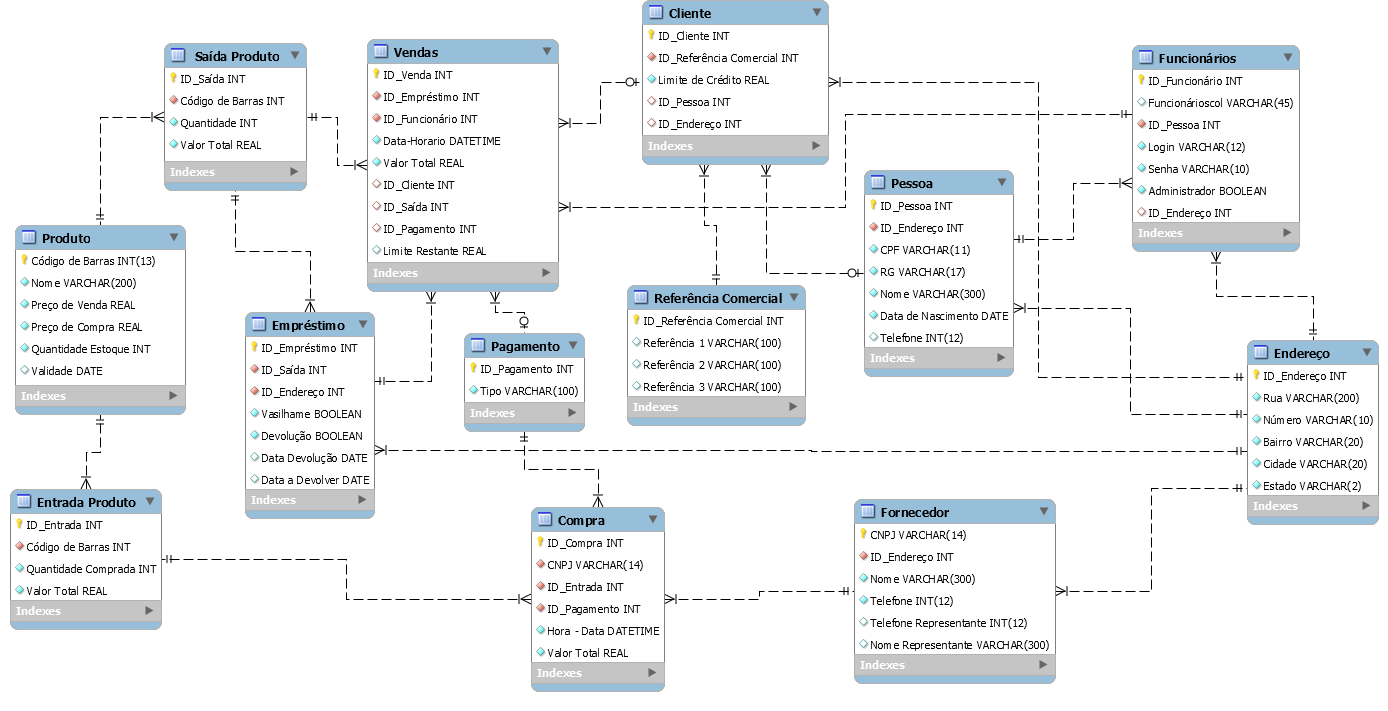 Saída Produto
ID_Saída INT
Código de Barras INT
Quantidade INT
Valor Total REAL
Indexes
Vendas
ID_Venda INT
ID_Empréstimo INT
ID_Funcionário INT
Data-Horario DATETIME
Valor Total REAL
ID_Cliente INT
ID_Saída INT
ID_Pagamento INT
Limite Restante REAL
Indexes
Cliente
ID_Cliente INT
ID_Referência Comercial INT
Limite de Crédito REAL
ID_Pessoa INT
ID_Endereço INT
Indexes
Funcionários
ID_Funcionário INT
Funcionárioscol VARCHAR(45)
ID_Pessoa INT
Login VARCHAR(12)
Senha VARCHAR(10)
Administrador BOOLEAN
ID_Endereço INT
Indexes
Pessoa
ID_Pessoa INT
ID_Endereço INT
CPF VARCHAR(11)
RG VARCHAR(17)
Nome VARCHAR(300)
Data de Nascimento DATE
Telefone INT(12)
Indexes
Produto
Código de Barras INT(13)
Nome VARCHAR(200)
Preço de Venda REAL
Preço de Compra REAL
Quantidade Estoque INT
Validade DATE
Indexes
Empréstimo
ID_Empréstimo INT
ID_Saída INT
ID_Endereço INT
Vasilhame BOOLEAN
Devolução BOOLEAN
Data Devolução DATE
Data a Devolver DATE
Indexes
Pagamento
ID_Pagamento INT
Tipo VARCHAR(100)
Indexes
Referência Comercial
ID_Referência Comercial INT
Referência 1 VARCHAR(100)
Referência 2 VARCHAR(100)
Referência 3 VARCHAR(100)
Indexes
Endereço
ID_Endereço INT
Rua VARCHAR(200)
Número VARCHAR(10)
Bairro VARCHAR(20)
Cidade VARCHAR(20)
Estado VARCHAR(2)
Indexes
Entrada Produto
ID_Entrada INT
Código de Barras INT
Quantidade Comprada INT
Valor Total REAL
Indexes
Compra
ID_Compra INT
CNPJ VARCHAR(14)
ID_Entrada INT
ID_Pagamento INT
Hora - Data DATETIME
Valor Total REAL
Indexes
Fornecedor
CNPJ VARCHAR(14)
ID_Endereço INT
Nome VARCHAR(300)
Telefone INT(12)
Telefone Representante INT(12)
Nome Representante VARCHAR(300)
Indexes